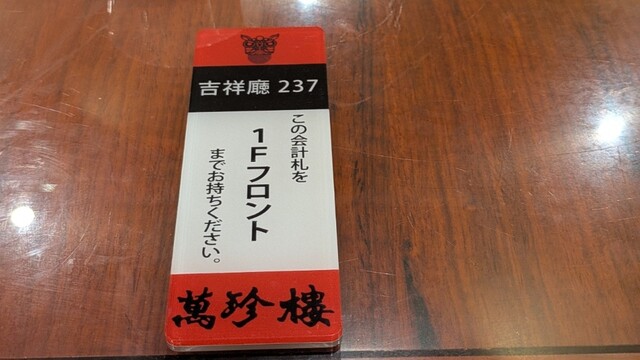 吉祥廳 237
この会計札を
1Fフロント
までお持ちください。
萬珍樓